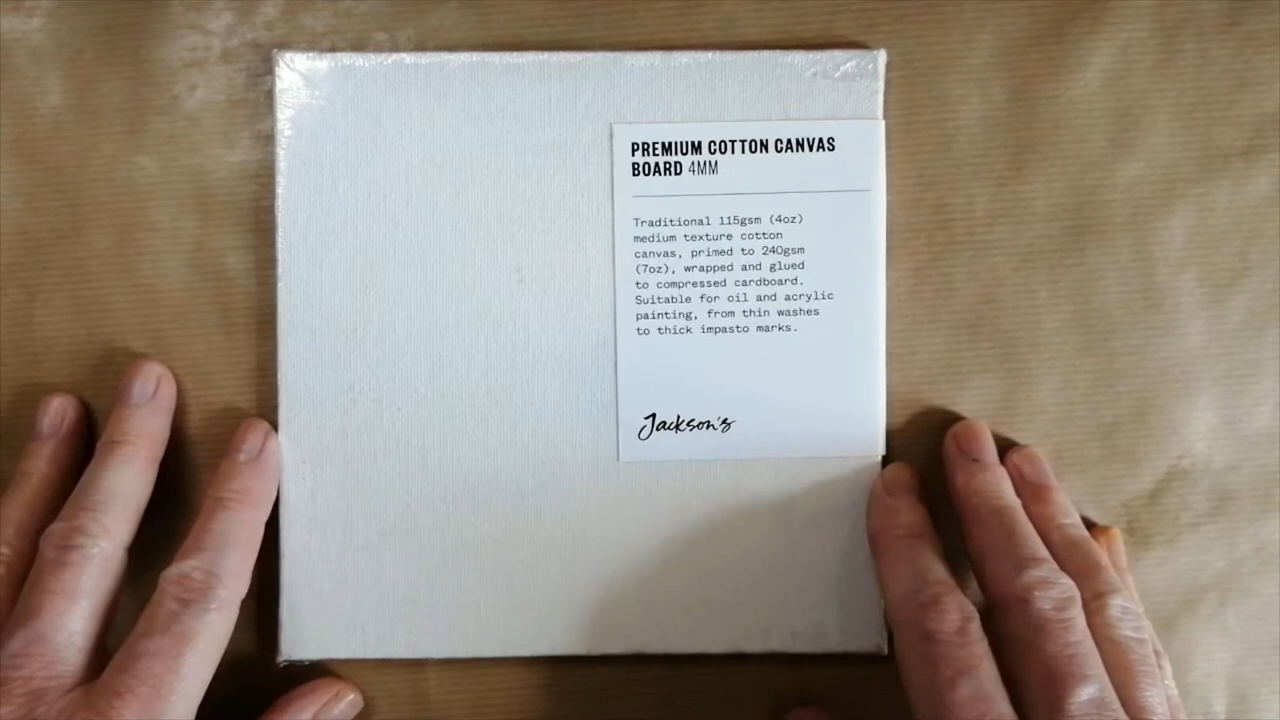 PREMIUM COTTON CANVAS
BOARD 4MM
Traditional 115gsm (4oz)
medium texture cotton
canvas, primed to 240gsm
(7oz), wrapped and glued
to compressed cardboard.
Suitable for oil and acrylic
painting, from thin washes
to thick impasto marks.
Jackson's